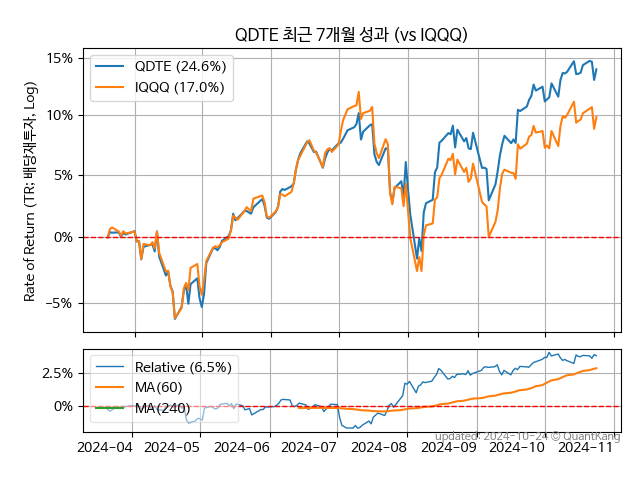 QDTE 최근 7개월 성과 (vs IQQQ)
Rate of Return (TR: 배당재투자, Log)
15%
10%
5%
0%
−5%
QDTE (24.6%)
IQQQ (17.0%)
2.5%
0%
Relative (6.5%)
MA(60)
MA(240)
updated: 2024-10-24 © QuantKang
2024-04 2024-05 2024-06 2024-07 2024-08 2024-09 2024-10 2024-11